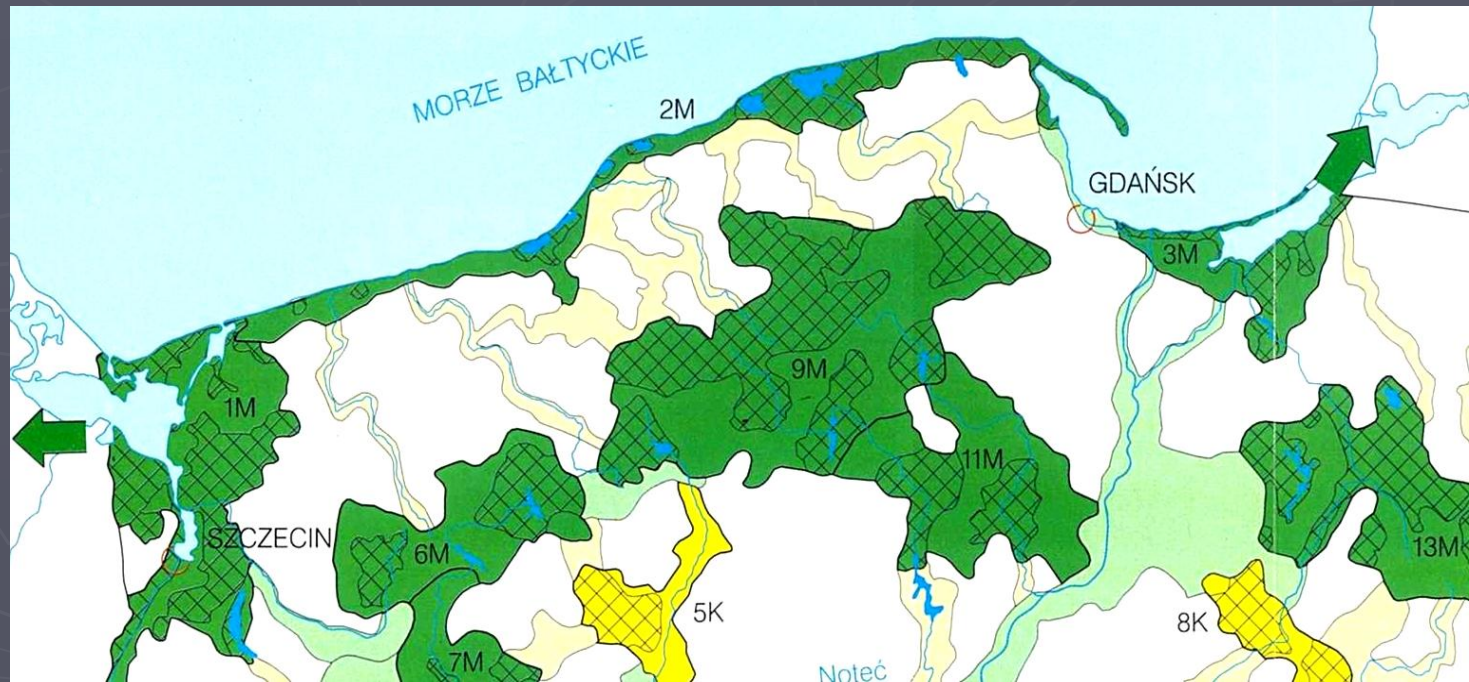 MORZE BAŁTYCKIE
2M
GDAŃSK
3M
9M
1M
11M
SZCZECIN
6M
13M
5K
8K
7M
Noteć